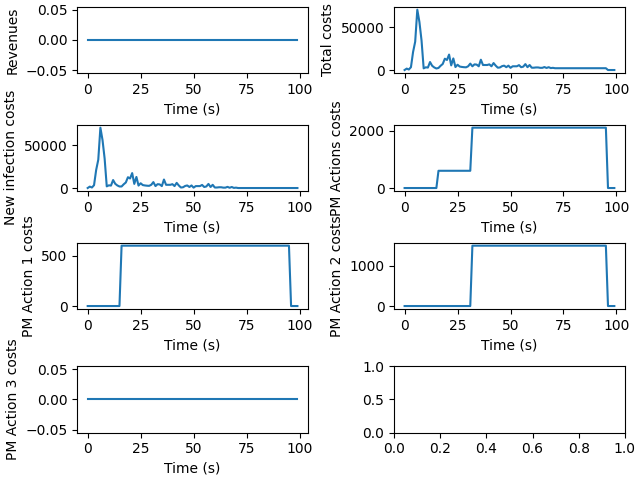 Revenues
0.05
0.00
−0.05
0 25 50 75 100
Time (s)
Total costs
50000
0
0 25 50 75 100
Time (s)
New infection costs
50000
0
0 25 50 75 100
Time (s)
PM Actions costs
2000
0
0 25 50 75 100
Time (s)
PM Action 1 costs
500
0
0 25 50 75 100
Time (s)
PM Action 2 costs
1000
0
0 25 50 75 100
Time (s)
PM Action 3 costs
0.05
0.00
−0.05
0 25 50 75 100
Time (s)
1.0
0.5
0.0
0.0 0.2 0.4 0.6 0.8 1.0